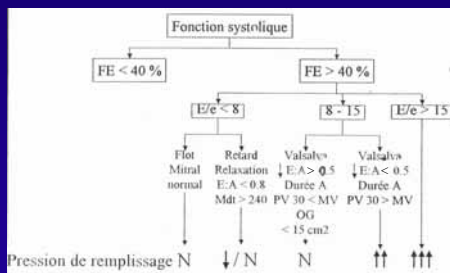 Fonction systolique
FE < 40 %
FE > 40 %
E/e < 8
8 - 15
E/e > 15
Flot
Mitral
normal
Retard
Relaxation
E:A < 0.8
Mdt > 240
Valsalva
↓ E:A > 0.5
Durée A
PV 30 < MV
OG
< 15 cm2
Valsalva
↓ E:A < 0.5
Durée A
PV 30 > MV
Pression de remplissage N ↓/ N N ↑↑ ↑↑↑